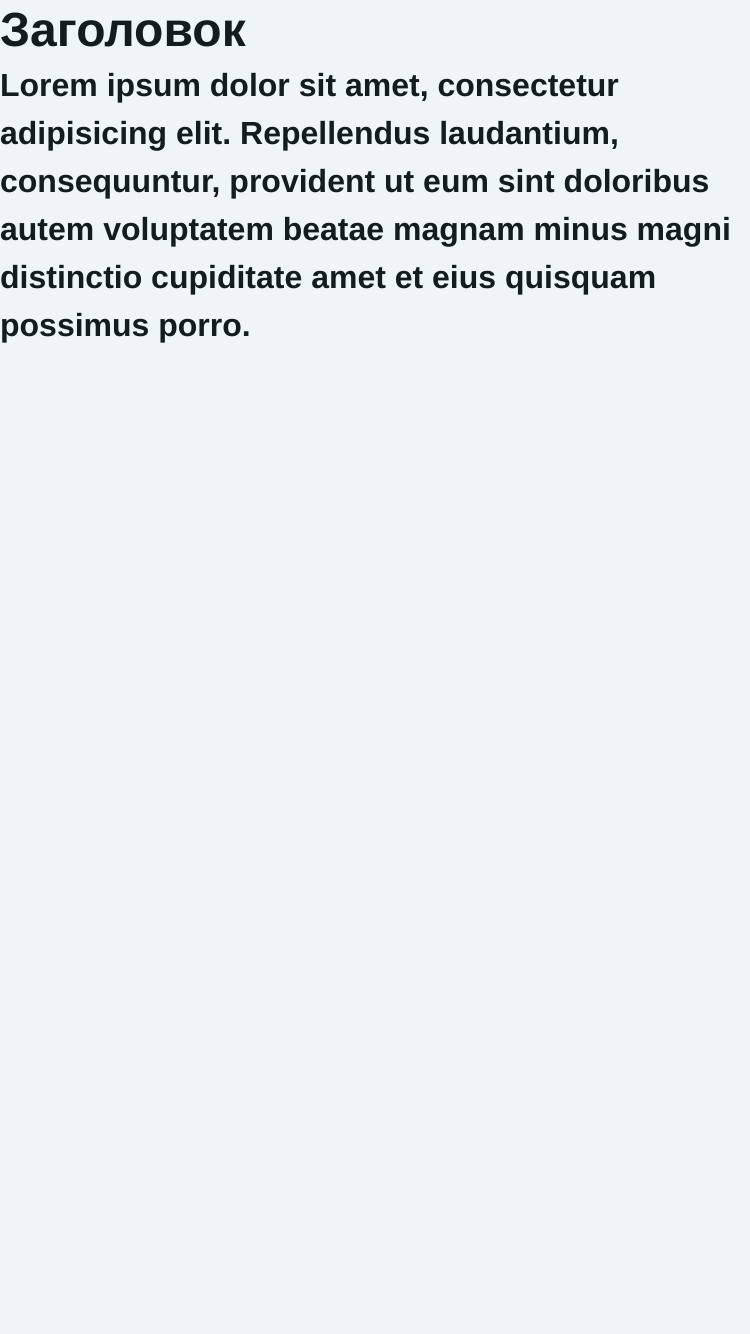 Заголовок
Lorem ipsum dolor sit amet, consectetur
adipisicing elit. Repellendus laudantium,
consequuntur, provident ut eum sint doloribus
autem voluptatem beatae magnam minus magni
distinctio cupiditate amet et eius quisquam
possimus porro.